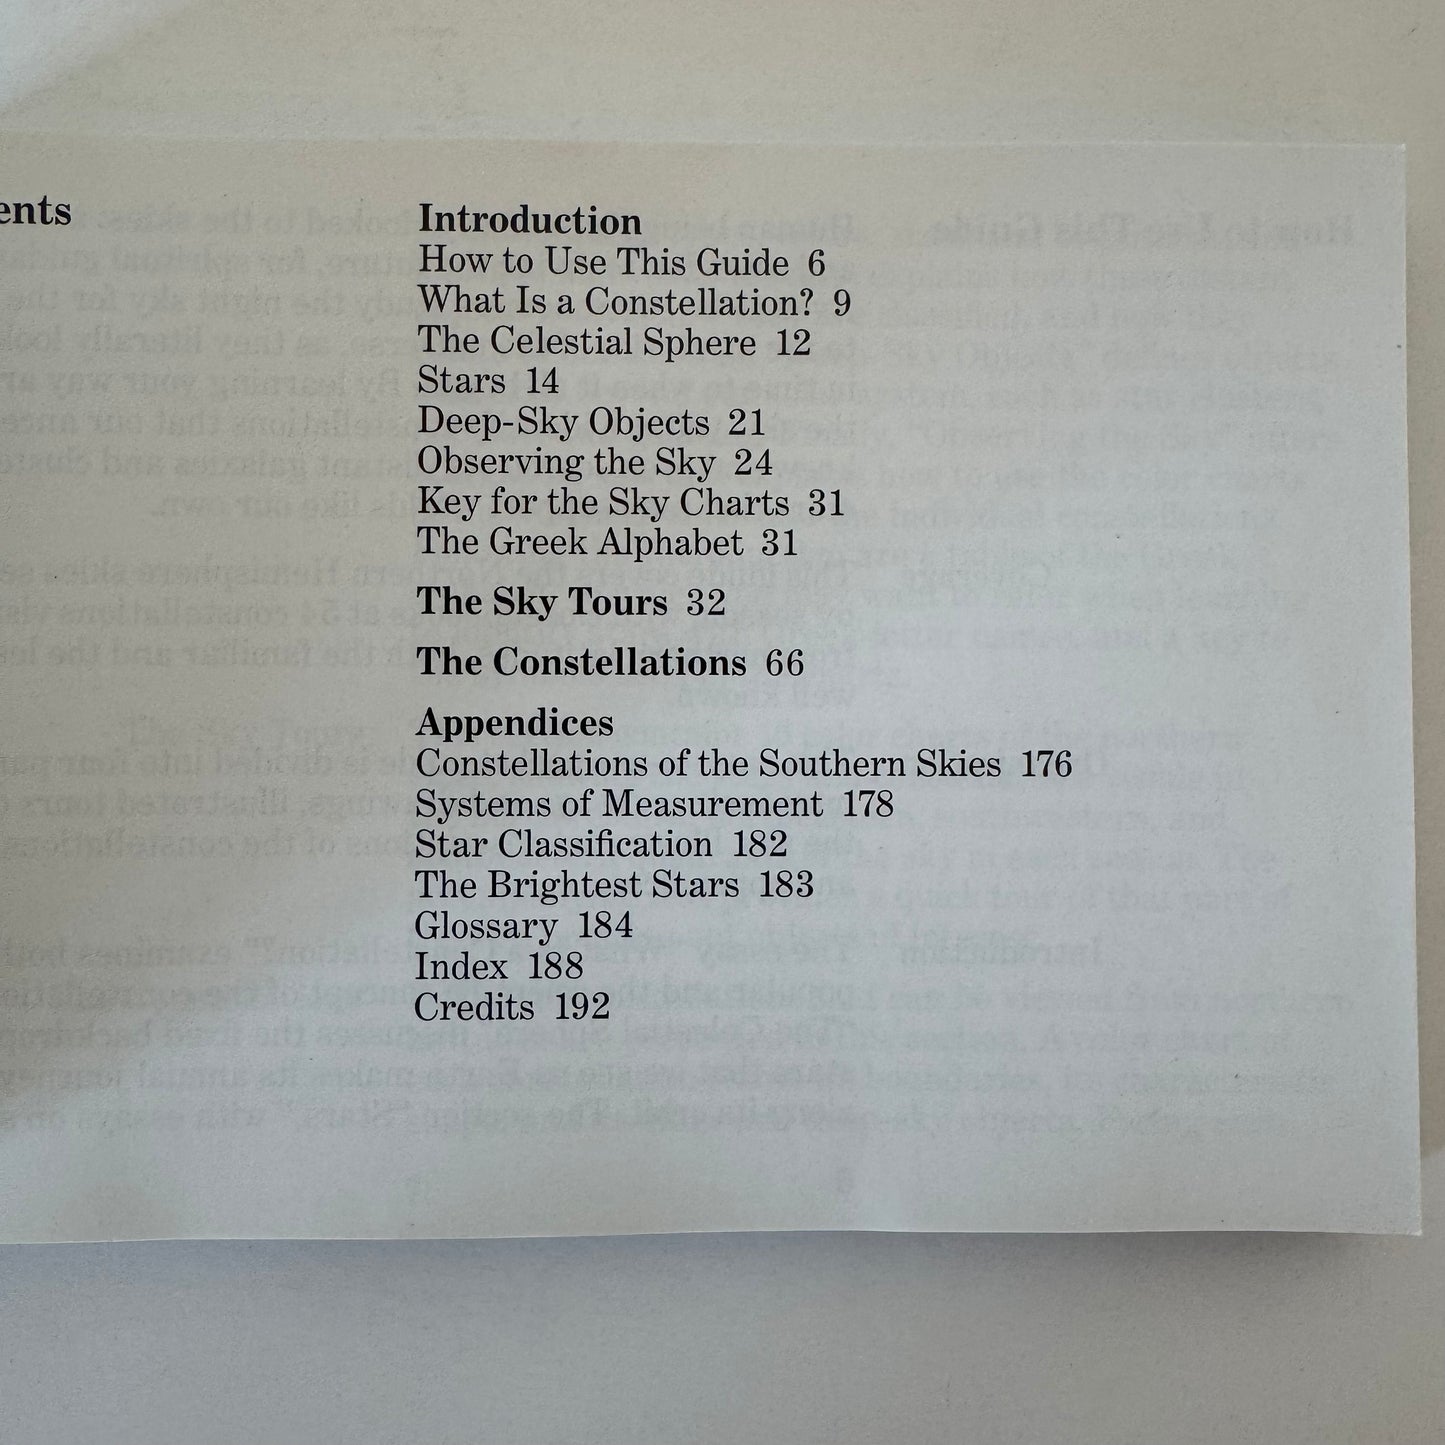 ents
Introduction
How to Use This Guide 6
What Is a Constellation? 9
The Celestial Sphere 12
Stars 14
Deep-Sky Objects 21
Observing the Sky 24
Key for the Sky Charts 31
The Greek Alphabet 31
The Sky Tours 32
The Constellations 66
Appendices
Constellations of the Southern Skies 176
Systems of Measurement 178
Star Classification 182
The Brightest Stars 183
Glossary 184
Index 188
Credits 192